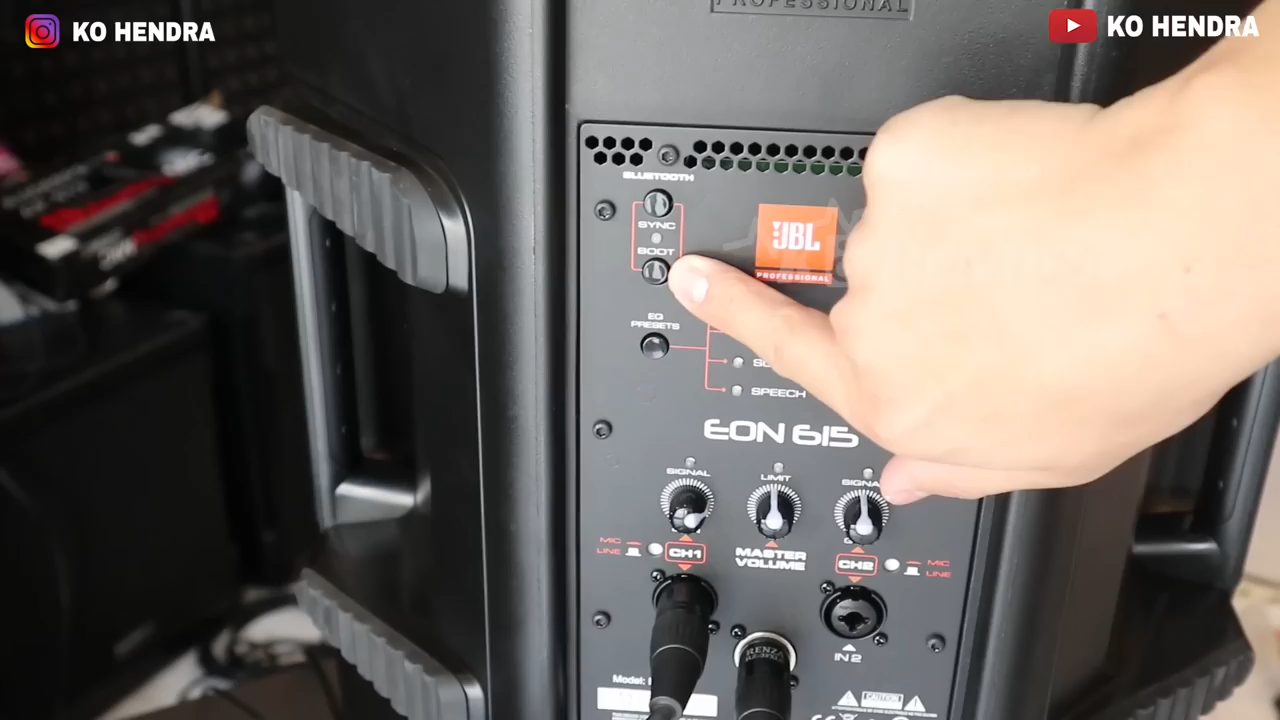 KO HENDRA
KO HENDRA
PROFESSIONAL
BLUETOOTH
SYNC
BOOT
JBL
PROFESSIONAL
EQ
PRESETS
SPEECH
EON 615
SIGNAL
LIMIT
SIGNAL
MIC
LINE
CH1
MASTER
VOLUME
CH2
MIC
LINE
RENZA
IN 2
Model:
CAUTION